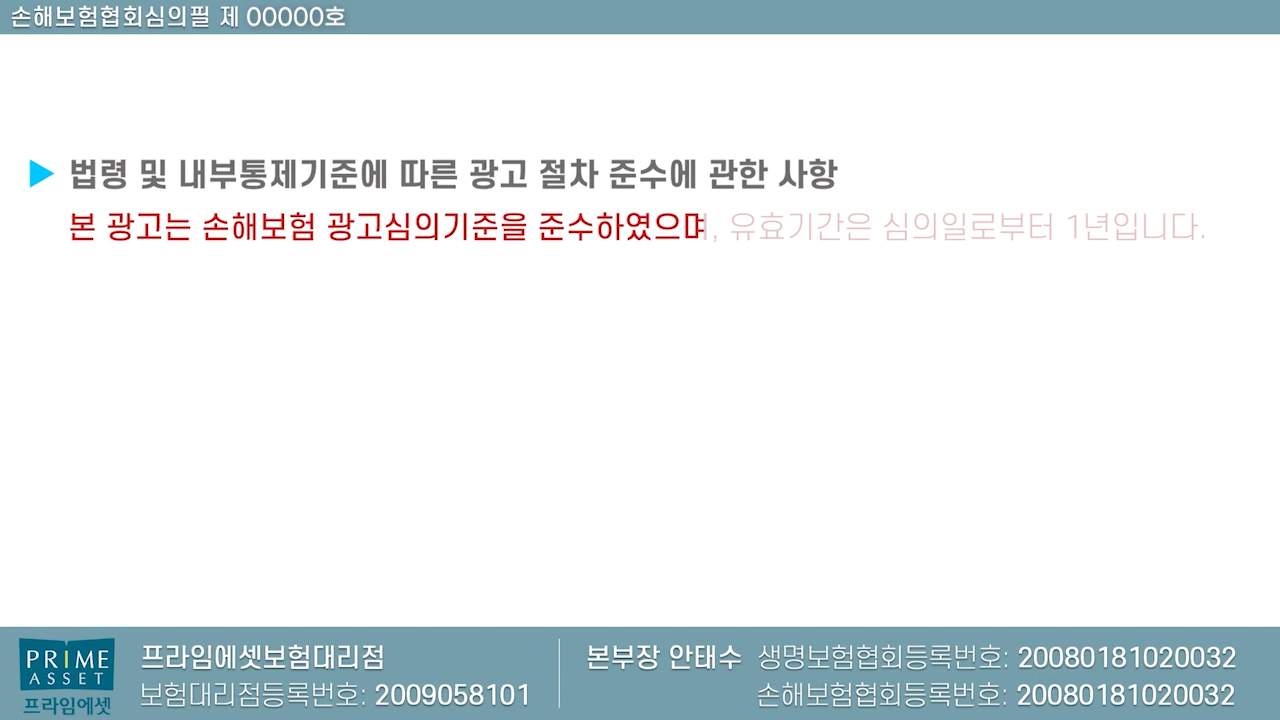 손해보험협회심의필 제 00000호
▶ 법령 및 내부통제기준에 따른 광고 절차 준수에 관한 사항
본 광고는 손해보험 광고심의기준을 준수하였으며, 유효기간은 심의일로부터 1년입니다.
PRIME
ASSET
프라임에셋
프라임에셋보험대리점
보험대리점등록번호: 2009058101
본부장 안태수 생명보험협회등록번호: 20080181020032
손해보험협회등록번호: 20080181020032